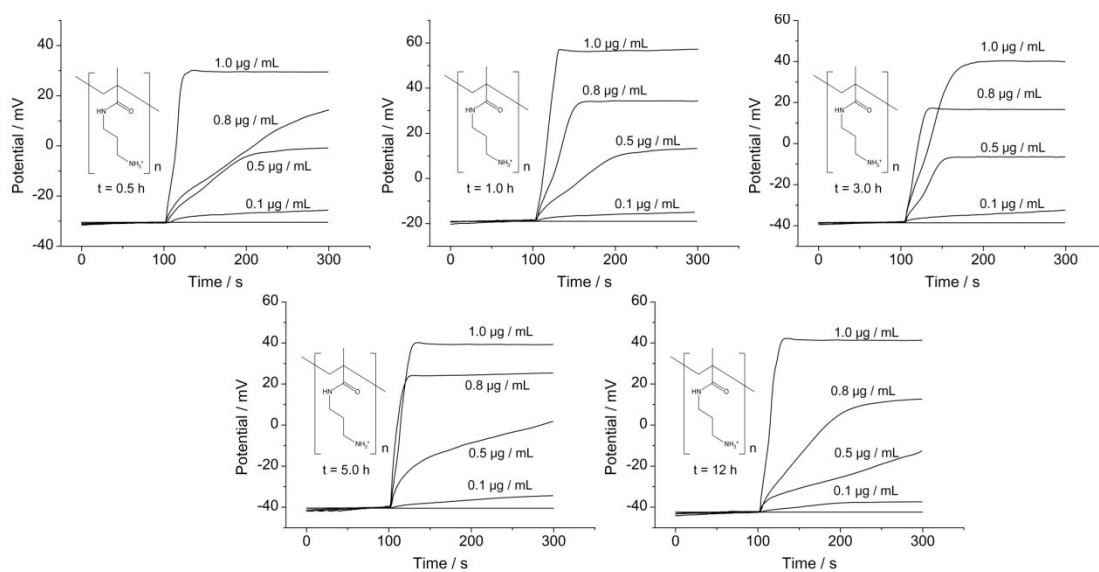 Potential / mV
40
20
0
-20
-40
0
100
200
300
Time / s
1.0 µg / mL
0.8 µg / mL
0.5 µg / mL
0.1 µg / mL
HN
O
NH3+
n
t = 0.5 h
Potential / mV
60
40
20
0
-20
0
100
200
300
Time / s
1.0 µg / mL
0.8 µg / mL
0.5 µg / mL
0.1 µg / mL
HN
O
NH3+
n
t = 1.0 h
Potential / mV
60
40
20
0
-20
-40
0
100
200
300
Time / s
1.0 µg / mL
0.8 µg / mL
0.5 µg / mL
0.1 µg / mL
HN
O
NH3+
n
t = 3.0 h
Potential / mV
60
40
20
0
-20
-40
0
100
200
300
Time / s
1.0 µg / mL
0.8 µg / mL
0.5 µg / mL
0.1 µg / mL
HN
O
NH3+
n
t = 5.0 h
Potential / mV
60
40
20
0
-20
-40
0
100
200
300
Time / s
1.0 µg / mL
0.8 µg / mL
0.5 µg / mL
0.1 µg / mL
HN
O
NH3+
n
t = 12 h